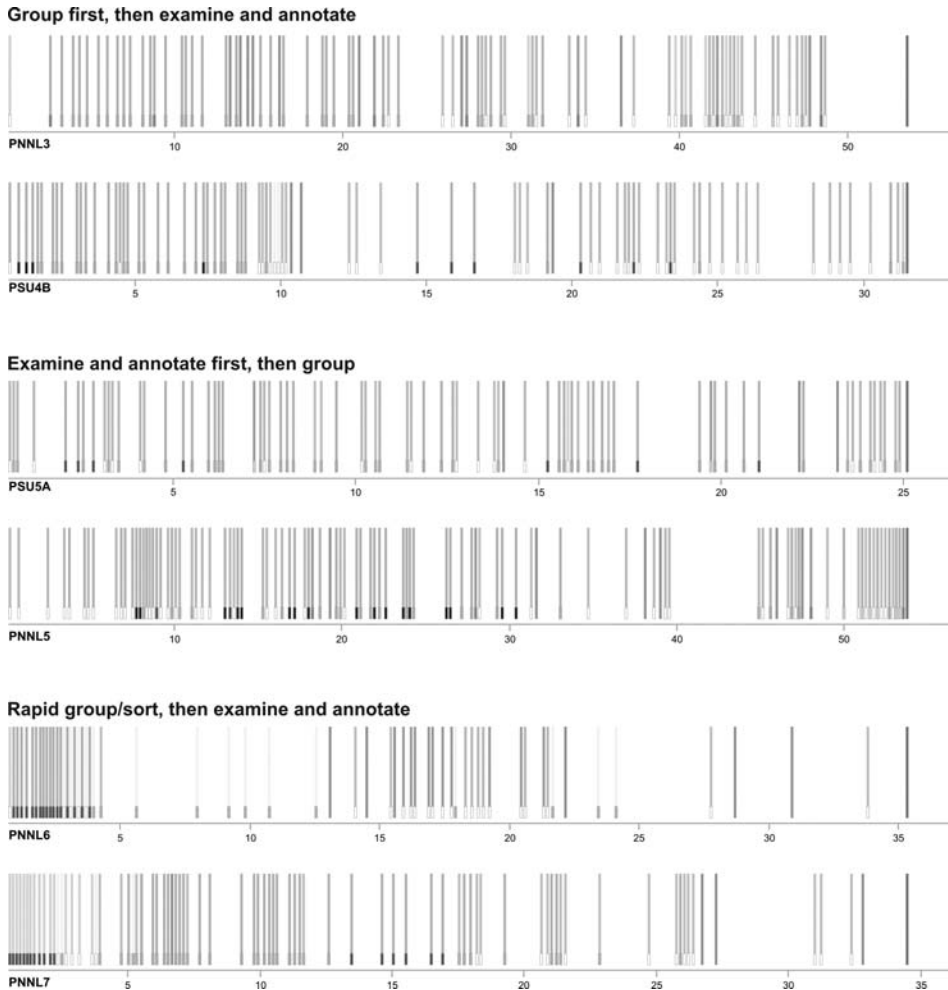 Group first, then examine and annotate
PNNL3
10 20 30 40 50
PSU4B
5 10 15 20 25 30
Examine and annotate first, then group
PSU5A
5 10 15 20 25
PNNL5
10 20 30 40 50
Rapid group/sort, then examine and annotate
PNNL6
5 10 15 20 25 30 35
PNNL7
5 10 15 20 25 30 35